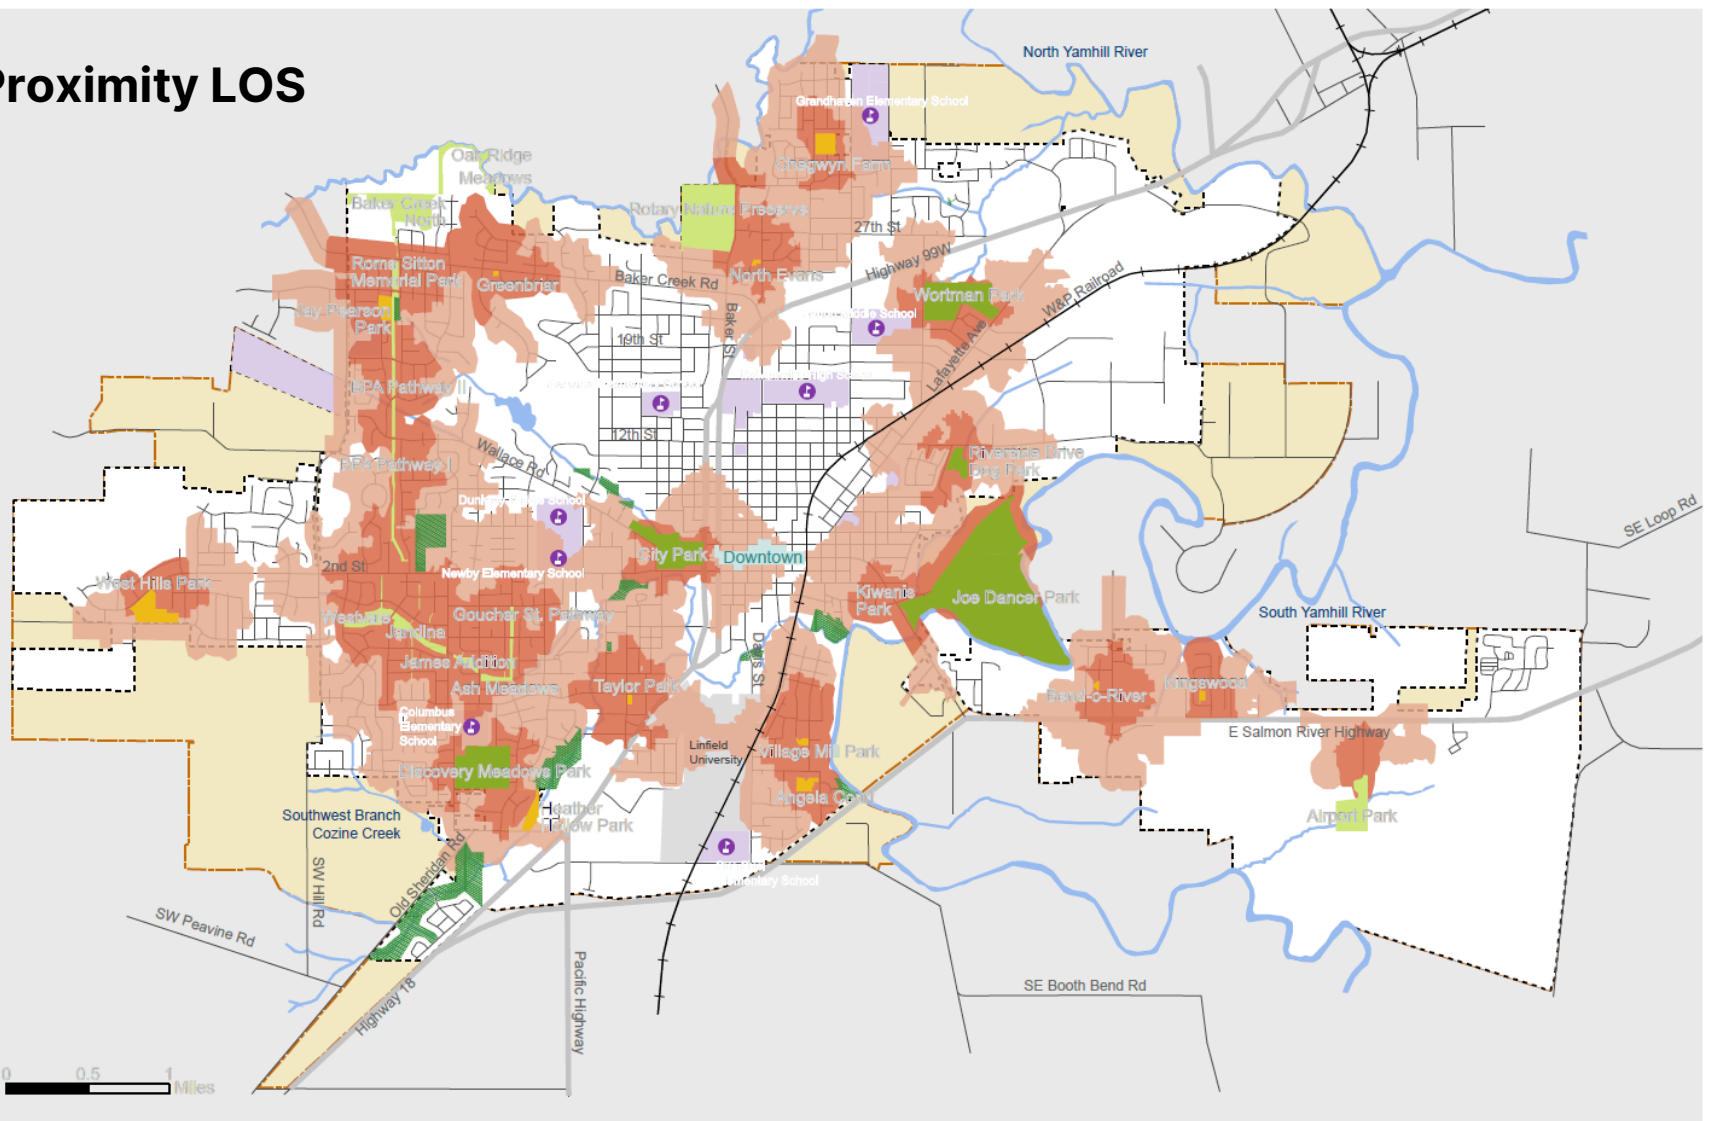 Proximity LOS
North Yamhill River
Grandhaven Elementary School
Chegwyn Farm
Oak Ridge
Meadows
Baker Creek
North
Rotary Nature Preserve
27th St
Highway 99W
North Evans
Baker Creek Rd
Roma Sitton
Memorial Park
Greenbriar
Jay Pearson
Park
Wortman Park
W&P Railroad
School
Baker St
19th St
Lafayette Ave
BPA Pathway II
High School
12th St
Wallace Rd
BPA Pathway I
Riverside Drive
Dog Park
School
SE Loop Rd
City Park
Downtown
2nd St
Newby Elementary School
West Hills Park
Kiwanis
Park
Joe Dancer Park
South Yamhill River
Westvale
Goucher St. Pathway
Jandina
Davis St
James Addition
Ash Meadows
Taylor Park
Bend-o-River
Kingwood
Columbus
Elementary
School
Linfield
University
Village Mill Park
E Salmon River Highway
Discovery Meadows Park
Angela Court
Heather
Hollow Park
Airport Park
Southwest Branch
Cozine Creek
Old Sheridan Rd
SW Hill Rd
Elementary School
SW Peavine Rd
Highway 18
Pacific Highway
SE Booth Bend Rd
0 0.5 1
Miles